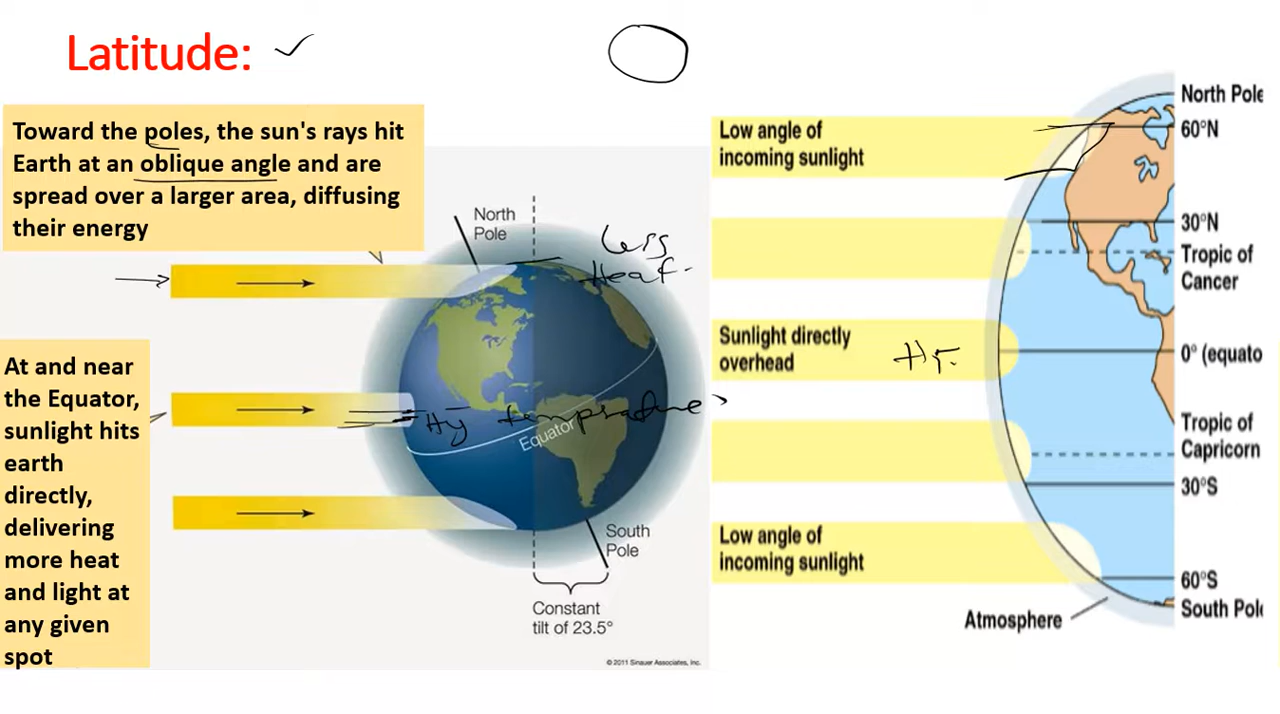 Latitude:
Toward the poles, the sun's rays hit
Earth at an oblique angle and are
spread over a larger area, diffusing
their energy
At and near
the Equator,
sunlight hits
earth
directly,
delivering
more heat
and light at
any given
spot
North
Pole
less
Heat
temprature
Equator
South
Pole
Constant
tilt of 23.5°
© 2011 Sinauer Associates, Inc.
Low angle of
incoming sunlight
Sunlight directly
overhead
Low angle of
incoming sunlight
Atmosphere
North Pole
60°N
30°N
Tropic of
Cancer
0° (equato
Tropic of
Capricorn
30°S
60°S
South Pol